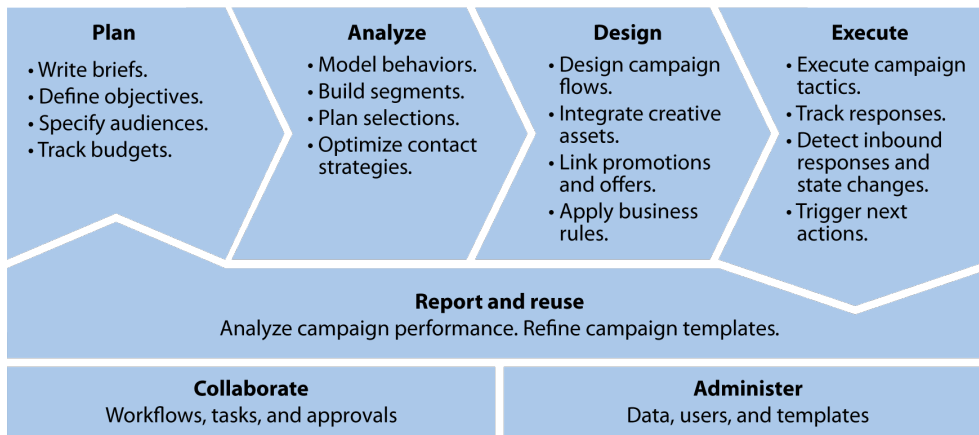 Plan
• Write briefs.
• Define objectives.
• Specify audiences.
• Track budgets.
Analyze
• Model behaviors.
• Build segments.
• Plan selections.
• Optimize contact
strategies.
Design
• Design campaign
flows.
• Integrate creative
assets.
• Link promotions
and offers.
• Apply business
rules.
Execute
• Execute campaign
tactics.
• Track responses.
• Detect inbound
responses and
state changes.
• Trigger next
actions.
Report and reuse
Analyze campaign performance. Refine campaign templates.
Collaborate
Workflows, tasks, and approvals
Administer
Data, users, and templates